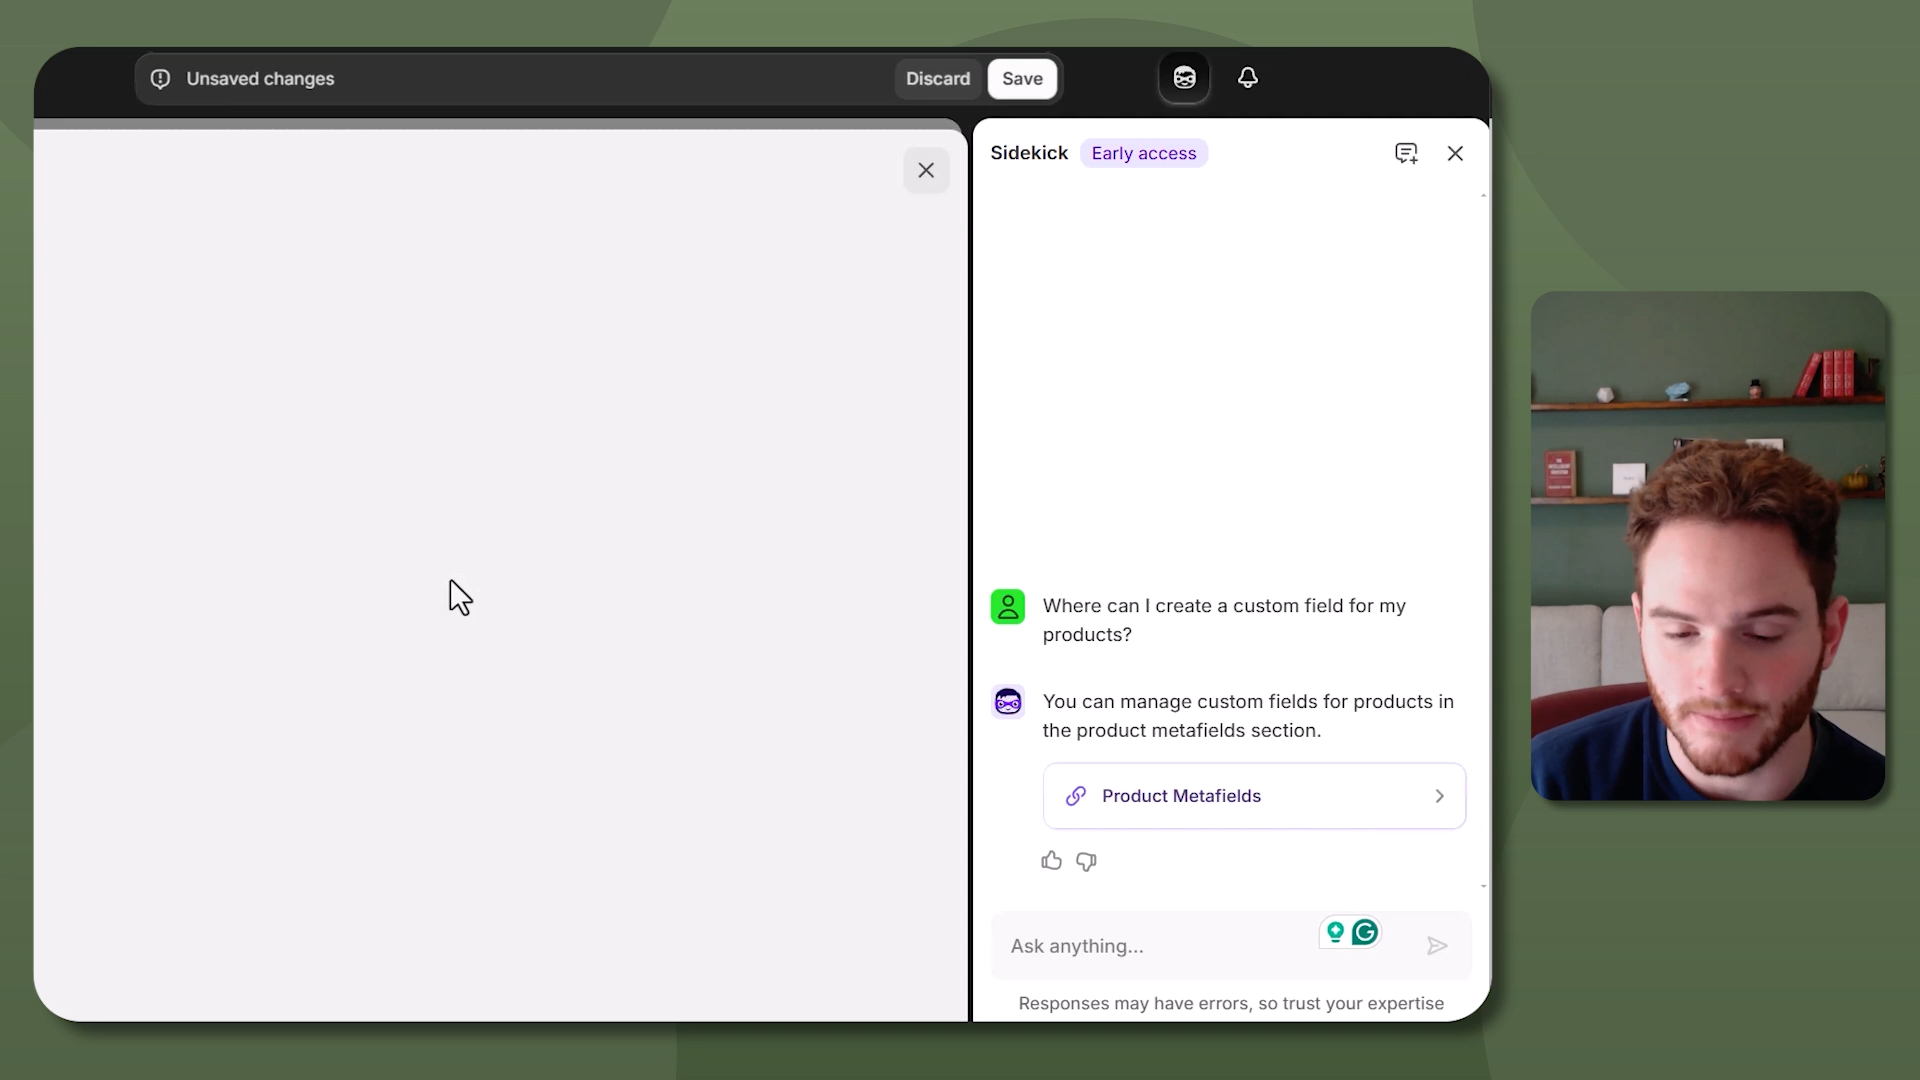 Unsaved changes
Discard
Save
Sidekick
Early access
Where can I create a custom field for my
products?
You can manage custom fields for products in
the product metafields section.
Product Metafields
Ask anything...
Responses may have errors, so trust your expertise